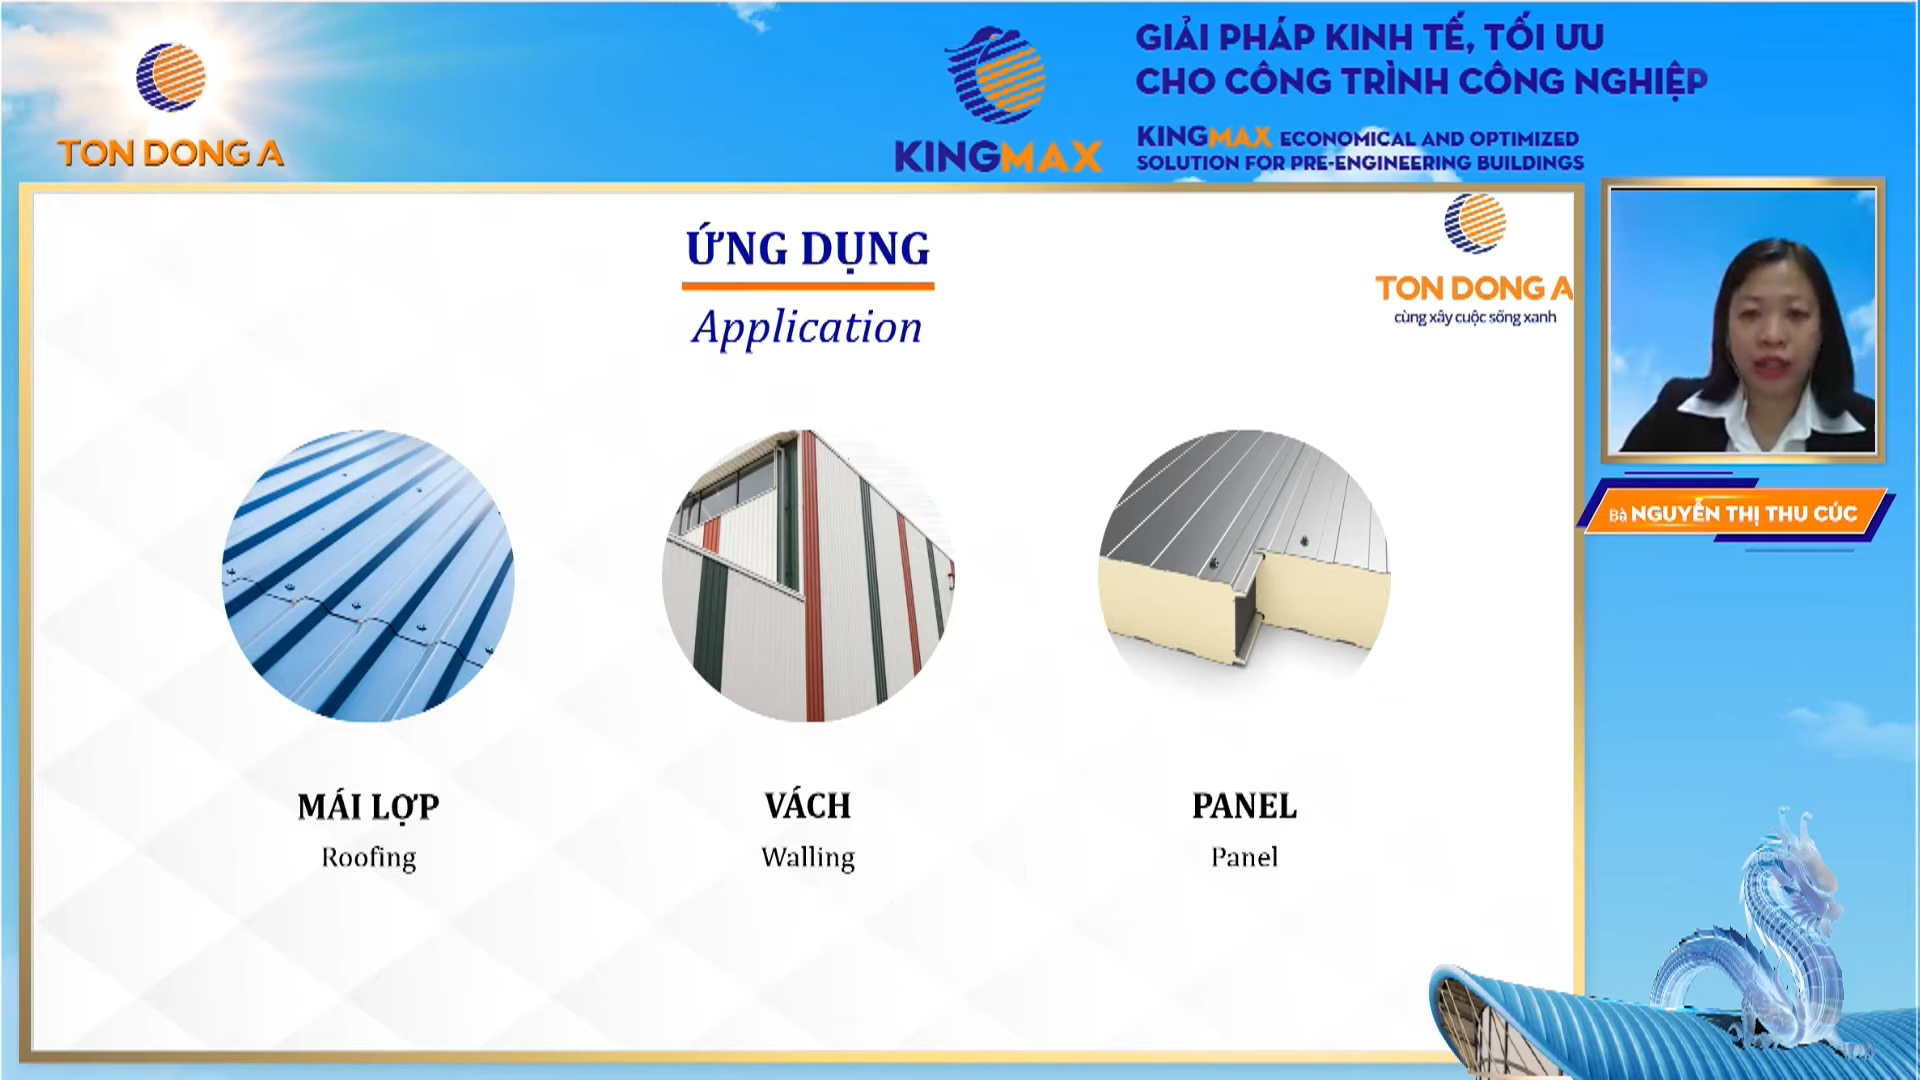 TON DONG A
KINGMAX
GIẢI PHÁP KINH TẾ, TỐI ƯU
CHO CÔNG TRÌNH CÔNG NGHIỆP
KINGMAX ECONOMICAL AND OPTIMIZED
SOLUTION FOR PRE-ENGINEERING BUILDINGS
ỨNG DỤNG
Application
TON DONG A
cùng xây cuộc sống xanh
Bà NGUYỄN THỊ THU CÚC
MÁI LỢP
Roofing
VÁCH
Walling
PANEL
Panel